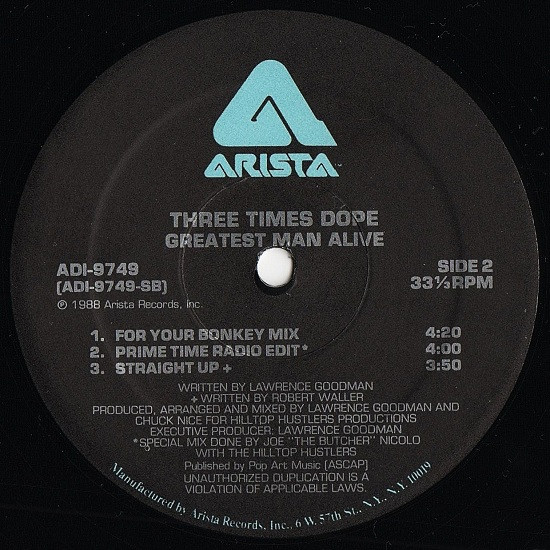 ARISTA
THREE TIMES DOPE
GREATEST MAN ALIVE
ADI-9749
(ADI-9749-SB)
℗ 1988 Arista Records, Inc.
SIDE 2
33⅓ RPM
1. FOR YOUR BONKEY MIX 4:20
2. PRIME TIME RADIO EDIT* 4:00
3. STRAIGHT UP + 3:50
WRITTEN BY LAWRENCE GOODMAN
+ WRITTEN BY ROBERT WALLER
PRODUCED, ARRANGED AND MIXED BY LAWRENCE GOODMAN AND
CHUCK NICE FOR HILLTOP HUSTLERS PRODUCTIONS
EXECUTIVE PRODUCER: LAWRENCE GOODMAN
*SPECIAL MIX DONE BY JOE "THE BUTCHER" NICOLO
WITH THE HILLTOP HUSTLERS
Published by Pop Art Music (ASCAP)
UNAUTHORIZED DUPLICATION IS A
VIOLATION OF APPLICABLE LAWS.
Manufactured by Arista Records, Inc., 6 W. 57th St., N.Y., N.Y. 10019